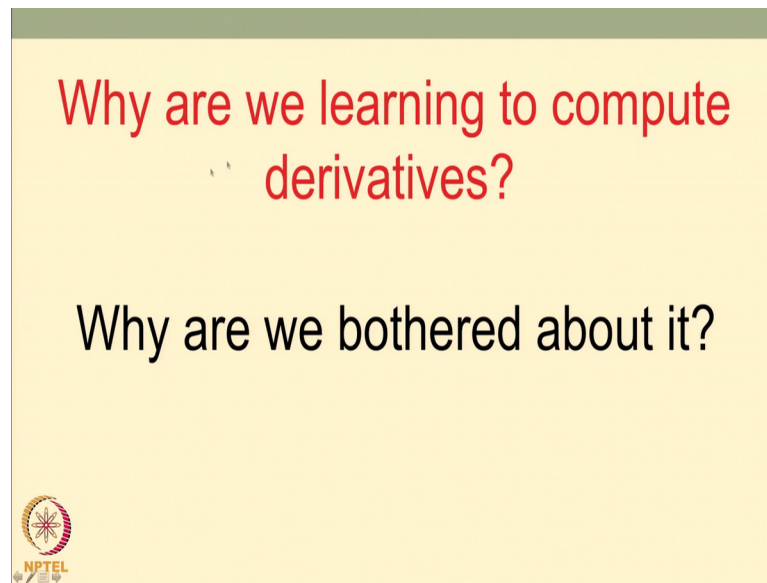 Why are we learning to compute
derivatives?
Why are we bothered about it?
NPTEL